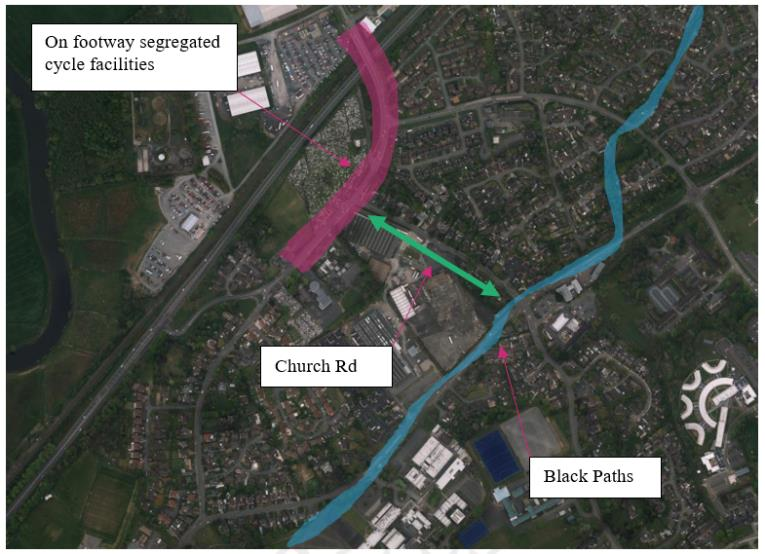 On footway segregated
cycle facilities
Church Rd
Black Paths